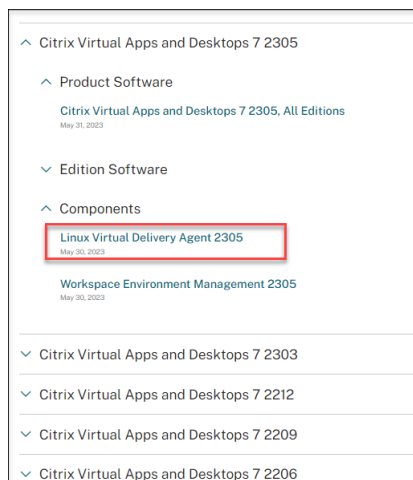 Citrix Virtual Apps and Desktops 7 2305
Product Software
Citrix Virtual Apps and Desktops 7 2305, All Editions
May 31, 2023
Edition Software
Components
Linux Virtual Delivery Agent 2305
May 30, 2023
Workspace Environment Management 2305
May 30, 2023
Citrix Virtual Apps and Desktops 7 2303
Citrix Virtual Apps and Desktops 7 2212
Citrix Virtual Apps and Desktops 7 2209
Citrix Virtual Apps and Desktops 7 2206